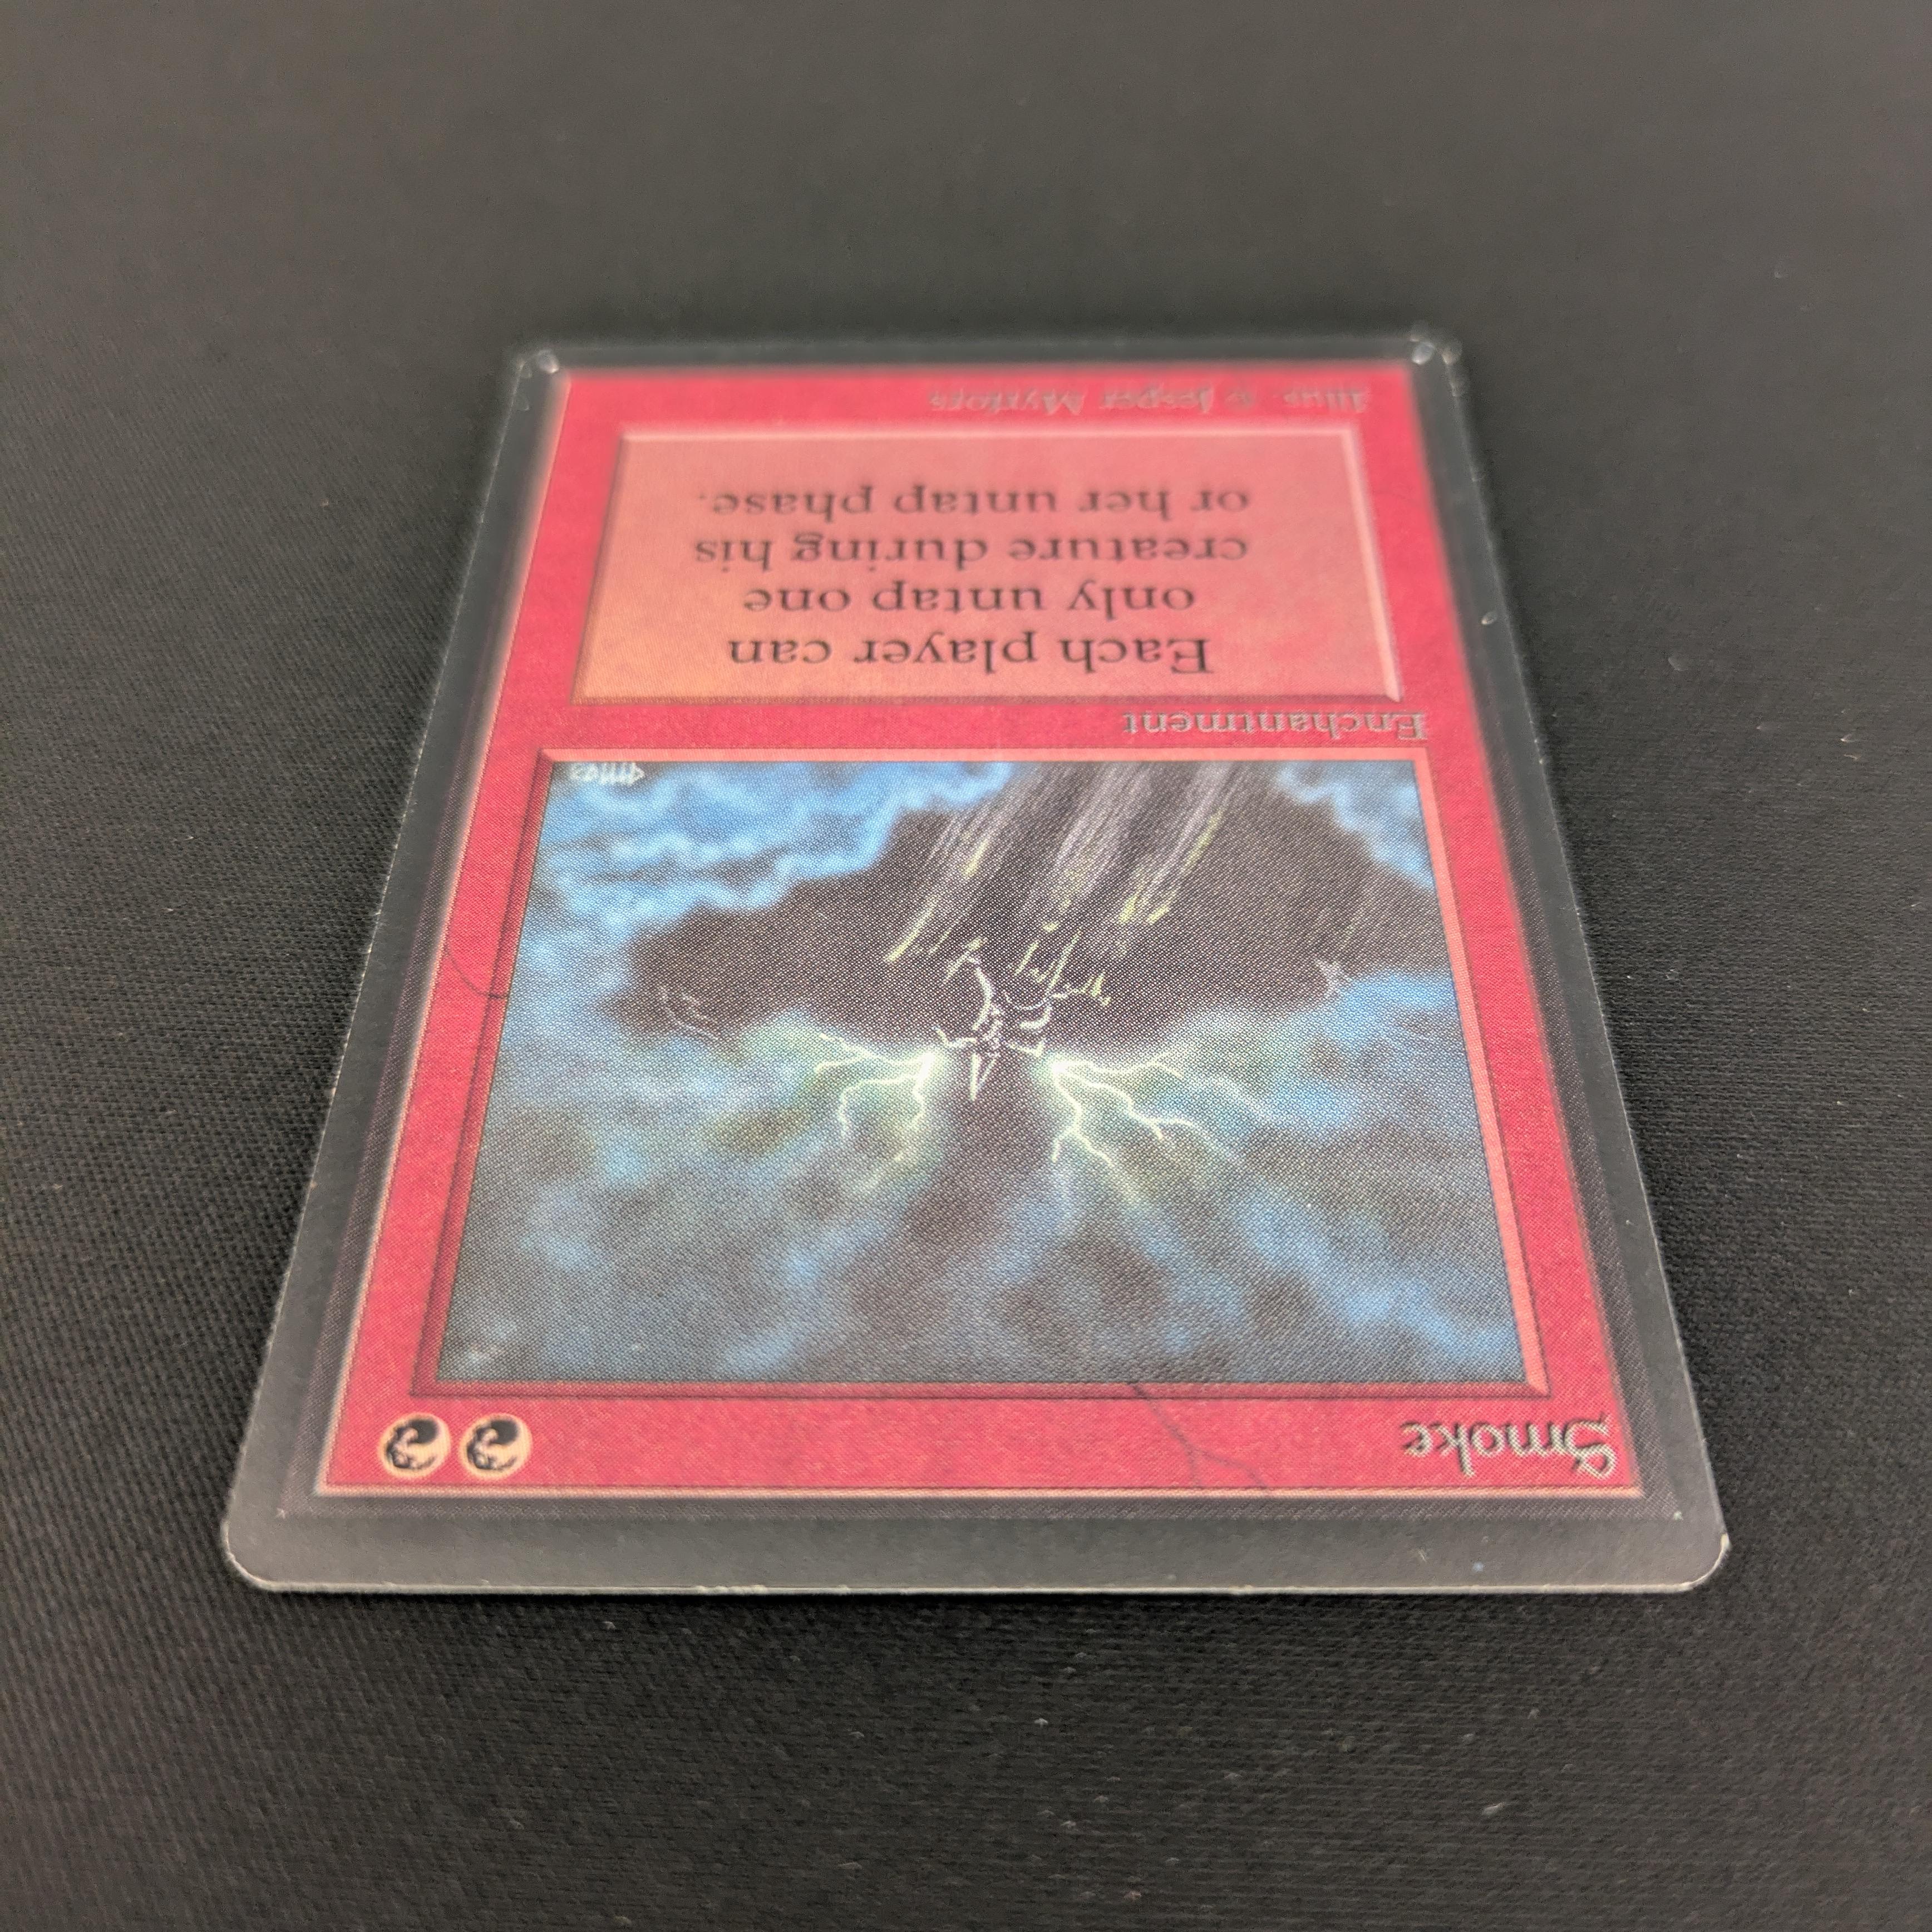 Smoke
Enchantment
Each player can
only untap one
creature during his
or her untap phase.
Illus. © Jesper Myrfors